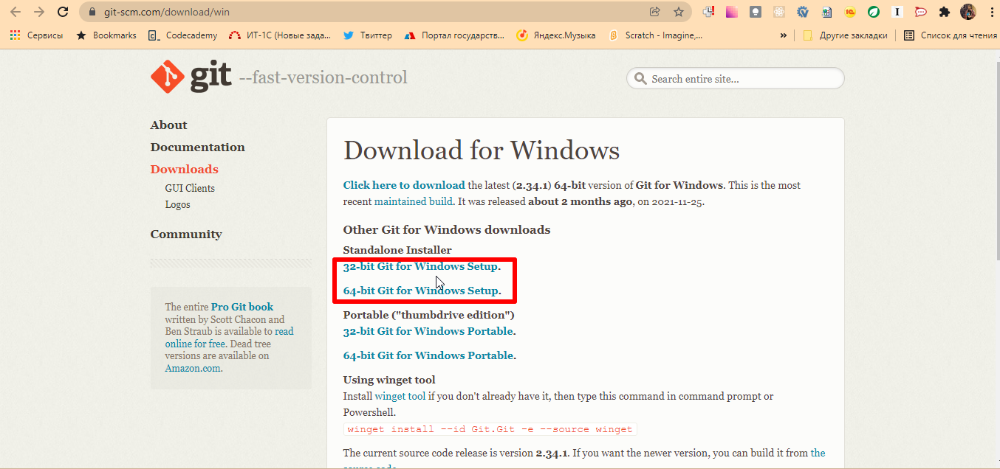 git-scm.com/download/win
Сервисы
Bookmarks
Codecademy
ИТ-1С (Новые зада...
Твиттер
Портал государств...
Яндекс.Музыка
Scratch - Imagine,...
»
Другие закладки
Список для чтения
git --fast-version-control
Search entire site...
About
Documentation
Downloads
GUI Clients
Logos
Community
The entire Pro Git book
written by Scott Chacon and
Ben Straub is available to read
online for free. Dead tree
versions are available on
Amazon.com.
Download for Windows
Click here to download the latest (2.34.1) 64-bit version of Git for Windows. This is the most
recent maintained build. It was released about 2 months ago, on 2021-11-25.
Other Git for Windows downloads
Standalone Installer
32-bit Git for Windows Setup.
64-bit Git for Windows Setup.
Portable ("thumbdrive edition")
32-bit Git for Windows Portable.
64-bit Git for Windows Portable.
Using winget tool
Install winget tool if you don't already have it, then type this command in command prompt or
Powershell.
winget install --id Git.Git -e --source winget
The current source code release is version 2.34.1. If you want the newer version, you can build it from the
source code.